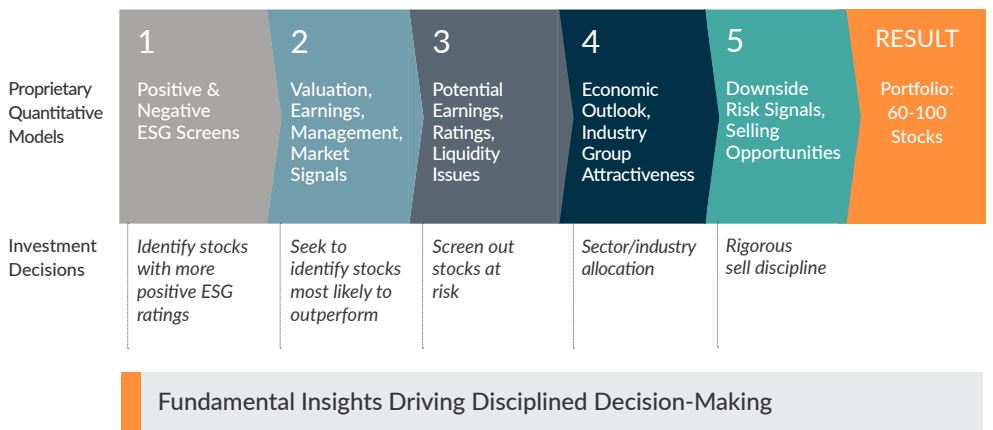 1
2
3
4
5
RESULT
Proprietary
Quantitative
Models
Positive &
Negative
ESG Screens
Valuation,
Earnings,
Management,
Market
Signals
Potential
Earnings,
Ratings,
Liquidity
Issues
Economic
Outlook,
Industry
Group
Attractiveness
Downside
Risk Signals,
Selling
Opportunities
Portfolio:
60-100
Stocks
Investment
Decisions
Identify stocks
with more
positive ESG
ratings
Seek to
identify stocks
most likely to
outperform
Screen out
stocks at
risk
Sector/industry
allocation
Rigorous
sell discipline
Fundamental Insights Driving Disciplined Decision-Making